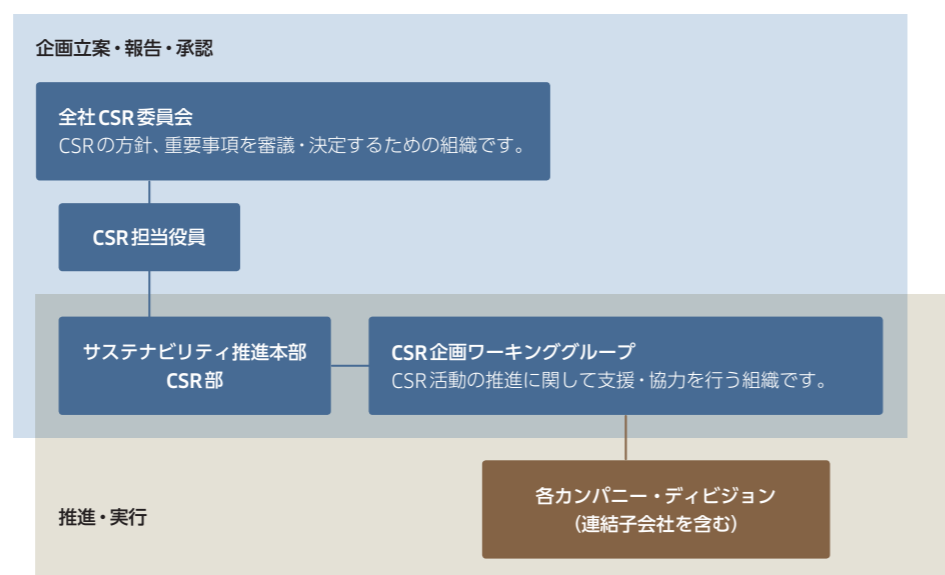 企画立案・報告・承認
全社CSR委員会
CSRの方針、重要事項を審議・決定するための組織です。
CSR担当役員
サステナビリティ推進本部
CSR部
CSR企画ワーキンググループ
CSR活動の推進に関して支援・協力を行う組織です。
各カンパニー・ディビジョン
（連結子会社を含む）
推進・実行